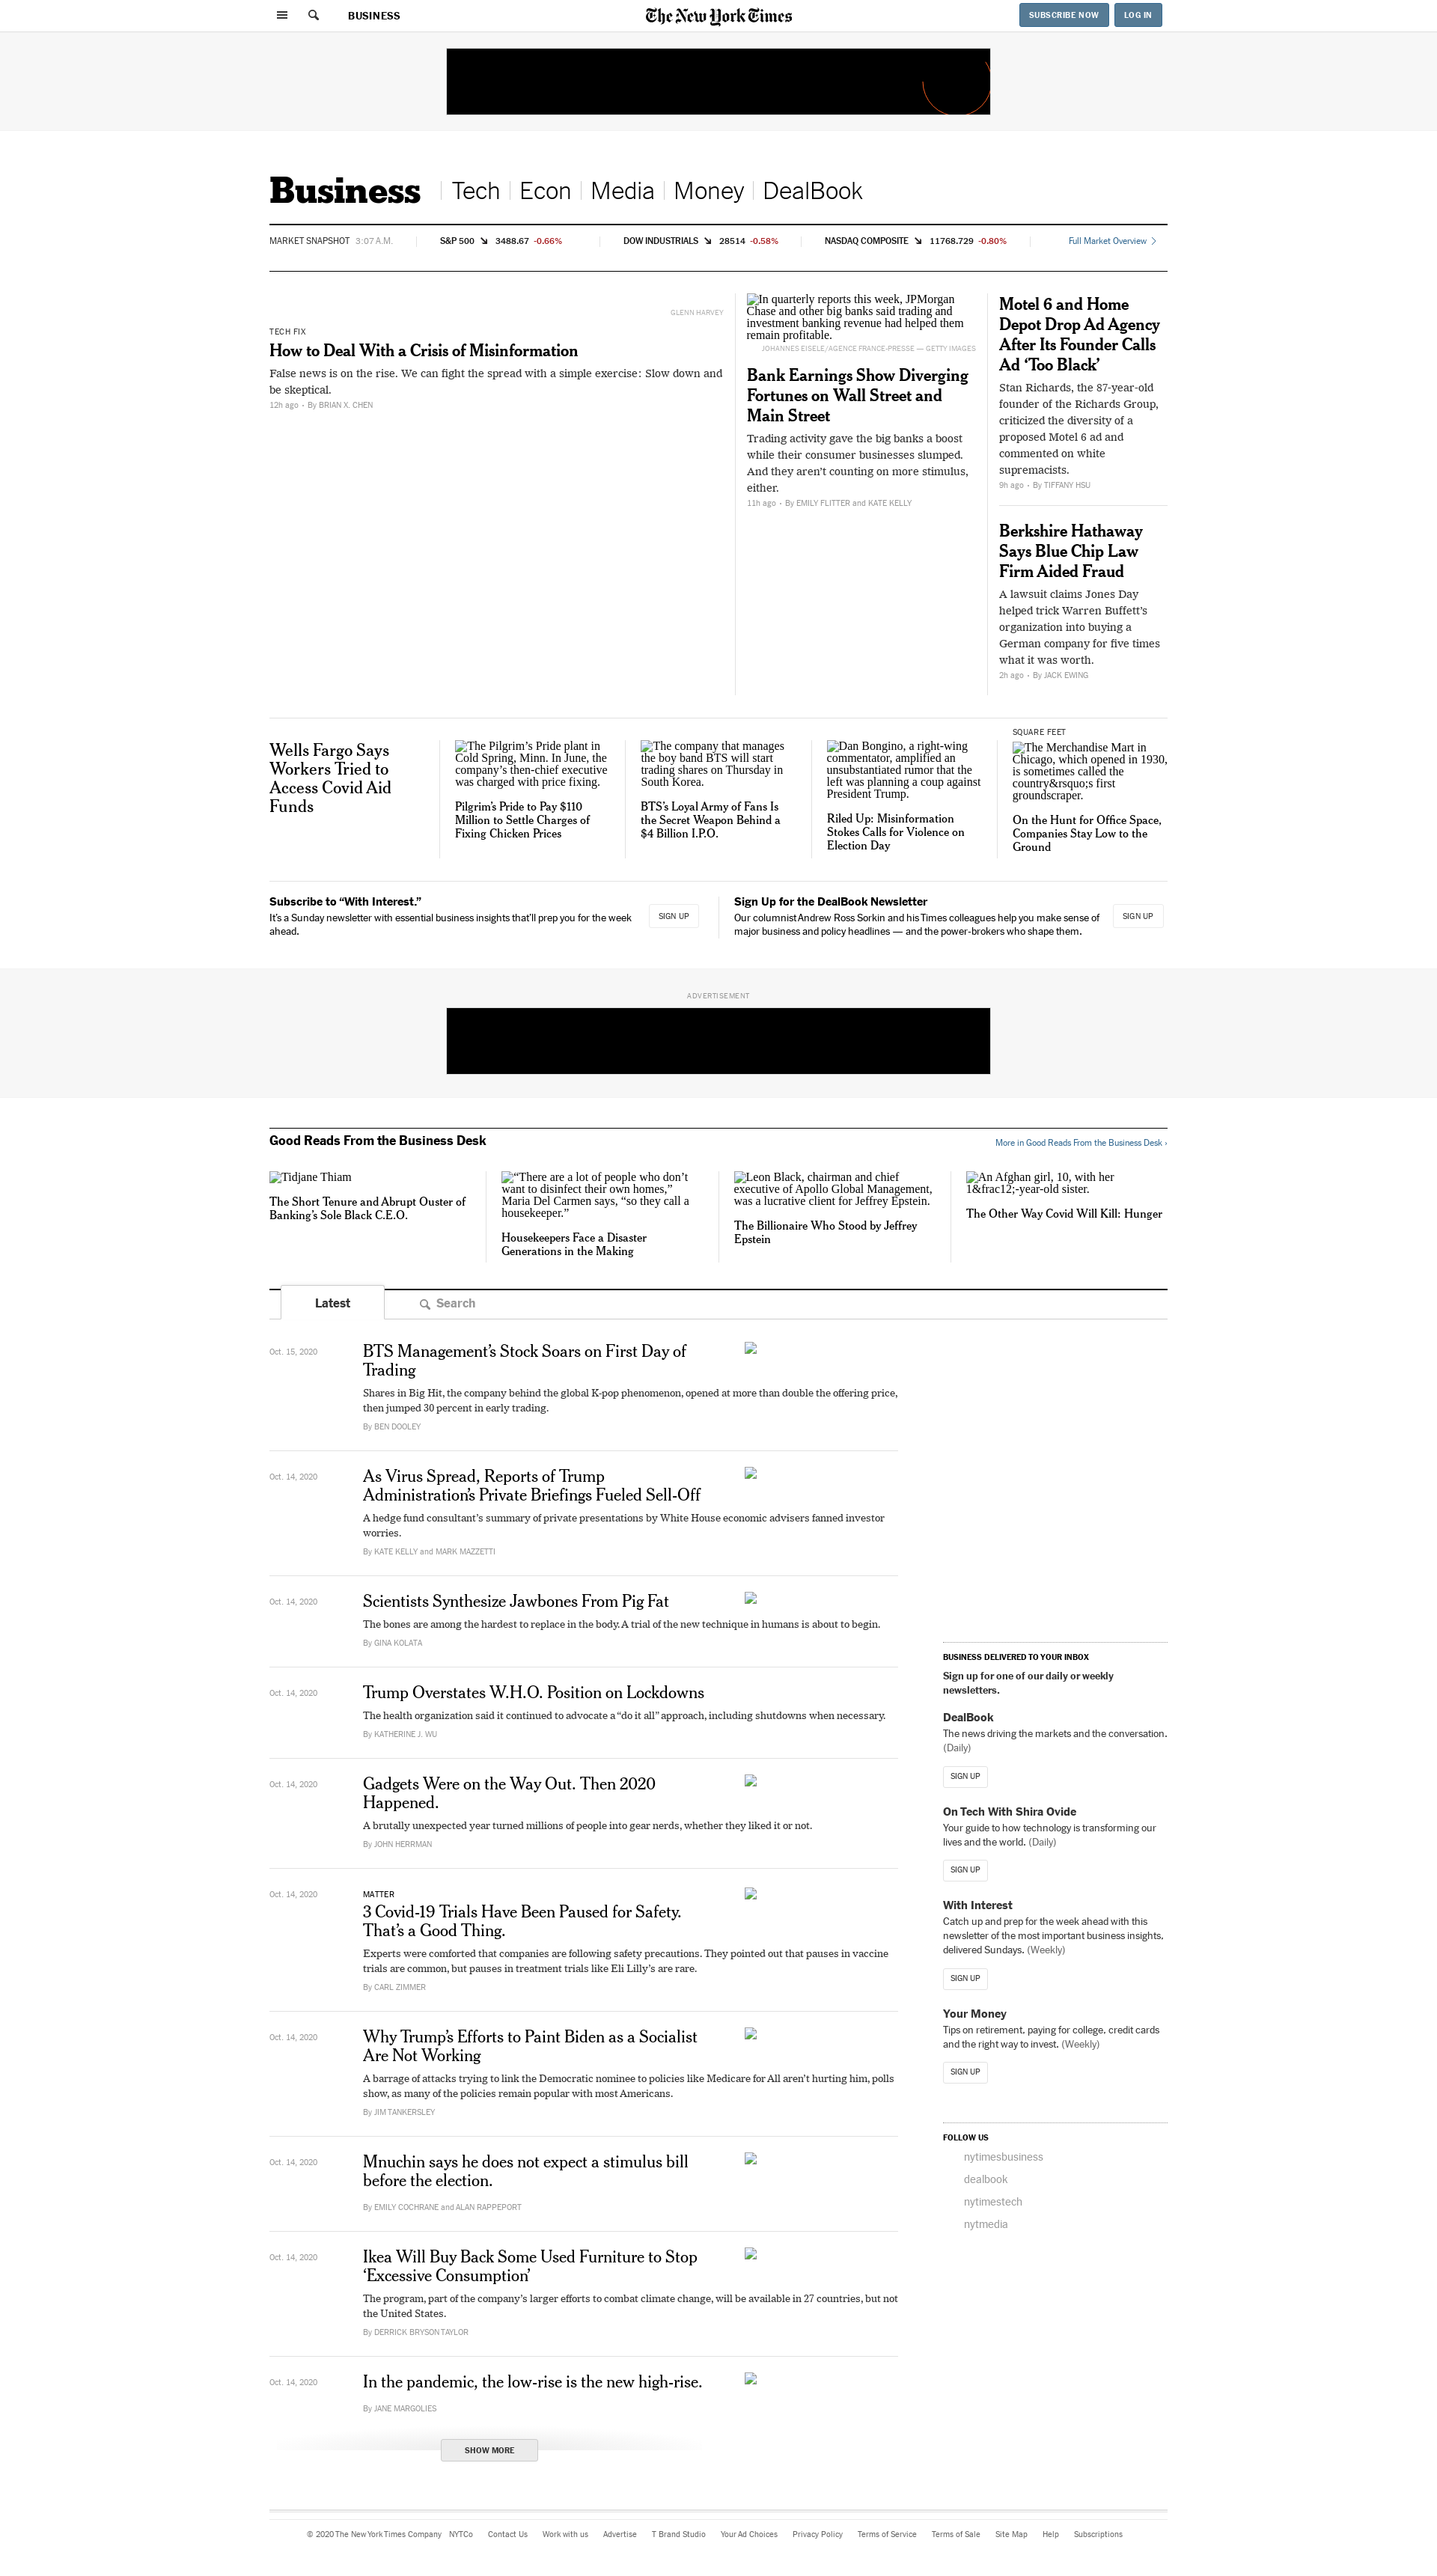 BUSINESS
The New York Times
SUBSCRIBE NOW
LOG IN
Business
Tech
Econ
Media
Money
DealBook
MARKET SNAPSHOT 3:07 A.M.
S&P 500 3488.67 -0.66%
DOW INDUSTRIALS 28514 -0.58%
NASDAQ COMPOSITE 11768.729 -0.80%
Full Market Overview
GLENN HARVEY
TECH FIX
How to Deal With a Crisis of Misinformation
False news is on the rise. We can fight the spread with a simple exercise: Slow down and
be skeptical.
12h ago • By BRIAN X. CHEN
In quarterly reports this week, JPMorgan
Chase and other big banks said trading and
investment banking revenue had helped them
remain profitable.
JOHANNES EISELE/AGENCE FRANCE-PRESSE — GETTY IMAGES
Bank Earnings Show Diverging
Fortunes on Wall Street and
Main Street
Trading activity gave the big banks a boost
while their consumer businesses slumped.
And they aren’t counting on more stimulus,
either.
11h ago • By EMILY FLITTER and KATE KELLY
Motel 6 and Home
Depot Drop Ad Agency
After Its Founder Calls
Ad ‘Too Black’
Stan Richards, the 87-year-old
founder of the Richards Group,
criticized the diversity of a
proposed Motel 6 ad and
commented on white
supremacists.
9h ago • By TIFFANY HSU
Berkshire Hathaway
Says Blue Chip Law
Firm Aided Fraud
A lawsuit claims Jones Day
helped trick Warren Buffett’s
organization into buying a
German company for five times
what it was worth.
2h ago • By JACK EWING
Wells Fargo Says
Workers Tried to
Access Covid Aid
Funds
The Pilgrim’s Pride plant in
Cold Spring, Minn. In June, the
company’s then-chief executive
was charged with price fixing.
Pilgrim’s Pride to Pay $110
Million to Settle Charges of
Fixing Chicken Prices
The company that manages
the boy band BTS will start
trading shares on Thursday in
South Korea.
BTS’s Loyal Army of Fans Is
the Secret Weapon Behind a
$4 Billion I.P.O.
Dan Bongino, a right-wing
commentator, amplified an
unsubstantiated rumor that the
left was planning a coup against
President Trump.
Riled Up: Misinformation
Stokes Calls for Violence on
Election Day
SQUARE FEET
The Merchandise Mart in
Chicago, which opened in 1930,
is sometimes called the
country&rsquo;s first
groundscraper.
On the Hunt for Office Space,
Companies Stay Low to the
Ground
Subscribe to “With Interest.”
It’s a Sunday newsletter with essential business insights that’ll prep you for the week
ahead.
SIGN UP
Sign Up for the DealBook Newsletter
Our columnist Andrew Ross Sorkin and his Times colleagues help you make sense of
major business and policy headlines — and the power-brokers who shape them.
SIGN UP
ADVERTISEMENT
Good Reads From the Business Desk
More in Good Reads From the Business Desk ›
Tidjane Thiam
The Short Tenure and Abrupt Ouster of
Banking’s Sole Black C.E.O.
“There are a lot of people who don’t
want to disinfect their own homes,”
Maria Del Carmen says, “so they call a
housekeeper.”
Housekeepers Face a Disaster
Generations in the Making
Leon Black, chairman and chief
executive of Apollo Global Management,
was a lucrative client for Jeffrey Epstein.
The Billionaire Who Stood by Jeffrey
Epstein
An Afghan girl, 10, with her
1&frac12;-year-old sister.
The Other Way Covid Will Kill: Hunger
Latest
Search
Oct. 15, 2020
BTS Management’s Stock Soars on First Day of
Trading
Shares in Big Hit, the company behind the global K-pop phenomenon, opened at more than double the offering price,
then jumped 30 percent in early trading.
By BEN DOOLEY
Oct. 14, 2020
As Virus Spread, Reports of Trump
Administration’s Private Briefings Fueled Sell-Off
A hedge fund consultant’s summary of private presentations by White House economic advisers fanned investor
worries.
By KATE KELLY and MARK MAZZETTI
Oct. 14, 2020
Scientists Synthesize Jawbones From Pig Fat
The bones are among the hardest to replace in the body. A trial of the new technique in humans is about to begin.
By GINA KOLATA
Oct. 14, 2020
Trump Overstates W.H.O. Position on Lockdowns
The health organization said it continued to advocate a “do it all” approach, including shutdowns when necessary.
By KATHERINE J. WU
Oct. 14, 2020
Gadgets Were on the Way Out. Then 2020
Happened.
A brutally unexpected year turned millions of people into gear nerds, whether they liked it or not.
By JOHN HERRMAN
Oct. 14, 2020
MATTER
3 Covid-19 Trials Have Been Paused for Safety.
That’s a Good Thing.
Experts were comforted that companies are following safety precautions. They pointed out that pauses in vaccine
trials are common, but pauses in treatment trials like Eli Lilly’s are rare.
By CARL ZIMMER
Oct. 14, 2020
Why Trump’s Efforts to Paint Biden as a Socialist
Are Not Working
A barrage of attacks trying to link the Democratic nominee to policies like Medicare for All aren’t hurting him, polls
show, as many of the policies remain popular with most Americans.
By JIM TANKERSLEY
Oct. 14, 2020
Mnuchin says he does not expect a stimulus bill
before the election.
By EMILY COCHRANE and ALAN RAPPEPORT
Oct. 14, 2020
Ikea Will Buy Back Some Used Furniture to Stop
‘Excessive Consumption’
The program, part of the company’s larger efforts to combat climate change, will be available in 27 countries, but not
the United States.
By DERRICK BRYSON TAYLOR
Oct. 14, 2020
In the pandemic, the low-rise is the new high-rise.
By JANE MARGOLIES
SHOW MORE
BUSINESS DELIVERED TO YOUR INBOX
Sign up for one of our daily or weekly
newsletters.
DealBook
The news driving the markets and the conversation.
(Daily)
SIGN UP
On Tech With Shira Ovide
Your guide to how technology is transforming our
lives and the world. (Daily)
SIGN UP
With Interest
Catch up and prep for the week ahead with this
newsletter of the most important business insights,
delivered Sundays. (Weekly)
SIGN UP
Your Money
Tips on retirement, paying for college, credit cards
and the right way to invest. (Weekly)
SIGN UP
FOLLOW US
nytimesbusiness
dealbook
nytimestech
nytmedia
© 2020 The New York Times Company NYTCo Contact Us Work with us Advertise T Brand Studio Your Ad Choices Privacy Policy Terms of Service Terms of Sale Site Map Help Subscriptions